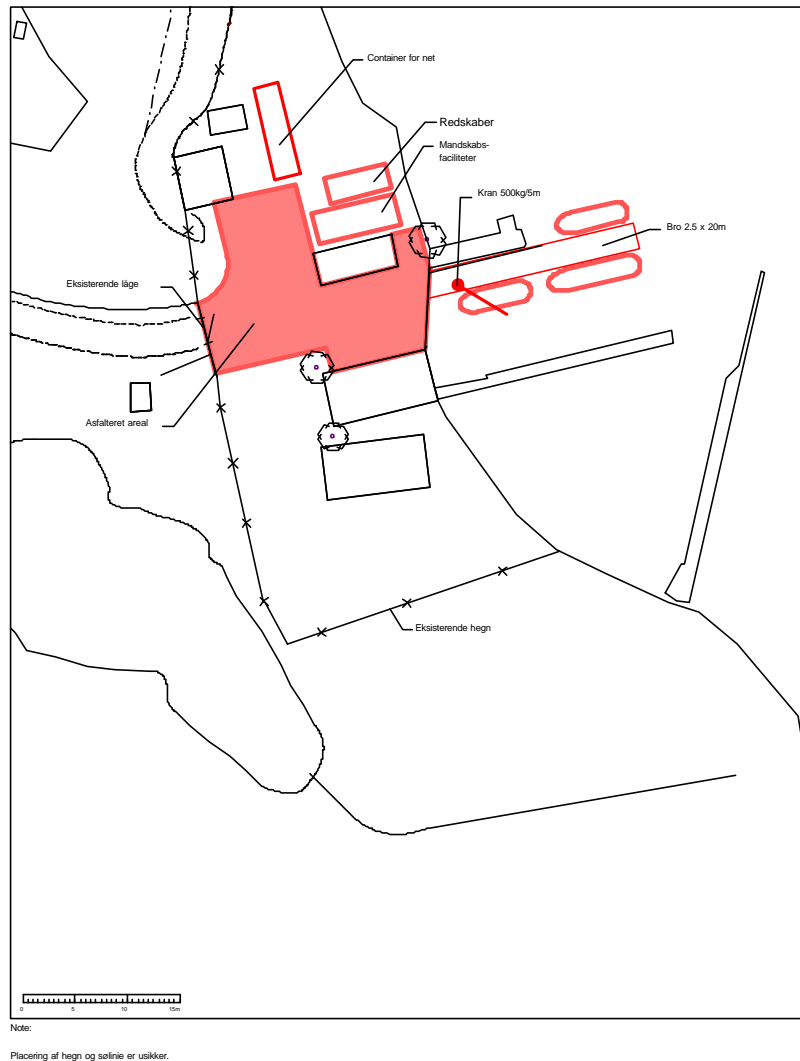 Container for net
Redskaber
Mandskabs-
faciliteter
Kran 500kg/5m
Bro 2.5 x 20m
Eksisterende låge
Asfalteret areal
Eksisterende hegn
0 5 10 15m
Note:
Placering af hegn og sølinie er usikker.